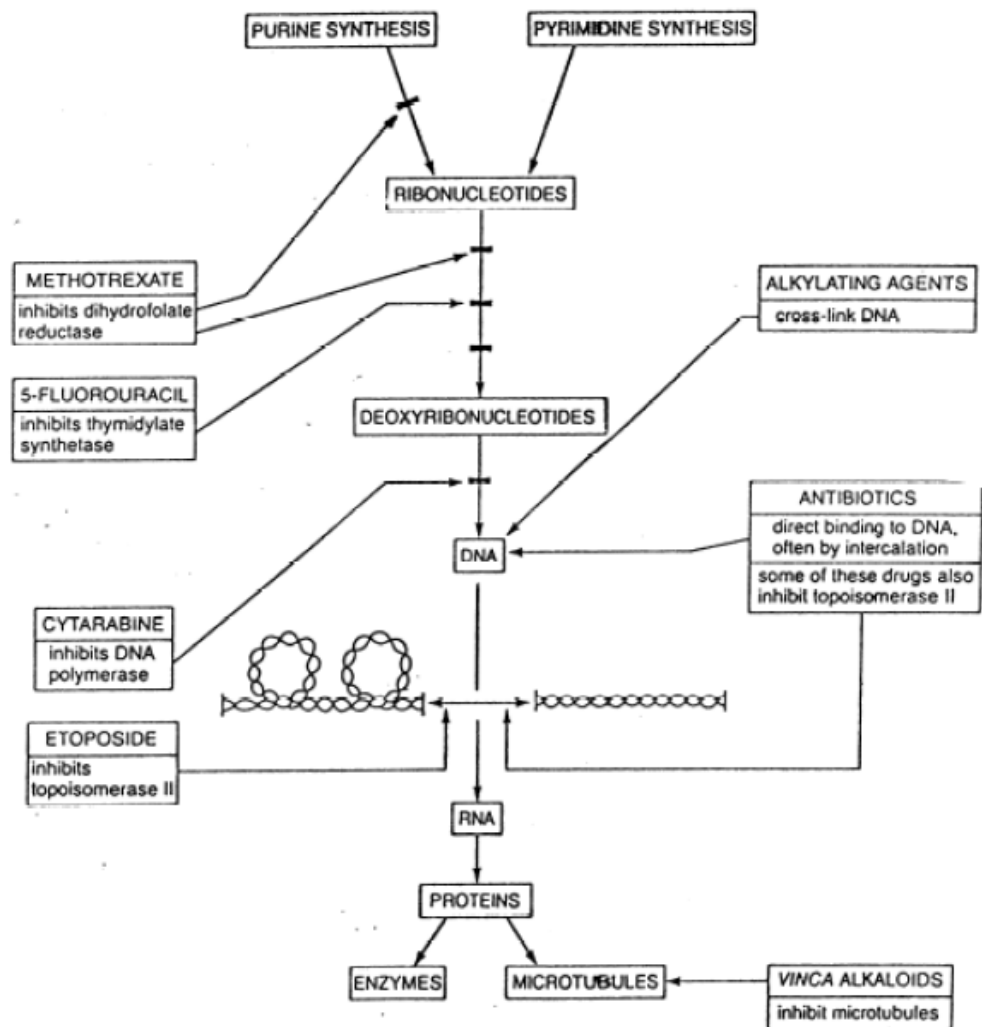 PURINE SYNTHESIS
PYRIMIDINE SYNTHESIS
RIBONUCLEOTIDES
METHOTREXATE
inhibits dihydrofolate
reductase
ALKYLATING AGENTS
cross-link DNA
5-FLUOROURACIL
inhibits thymidylate
synthetase
DEOXYRIBONUCLEOTIDES
ANTIBIOTICS
direct binding to DNA,
often by intercalation
some of these drugs also
inhibit topoisomerase II
DNA
CYTARABINE
inhibits DNA
polymerase
ETOPOSIDE
inhibits
topoisomerase II
RNA
PROTEINS
ENZYMES
MICROTUBULES
VINCA ALKALOIDS
inhibit microtubules